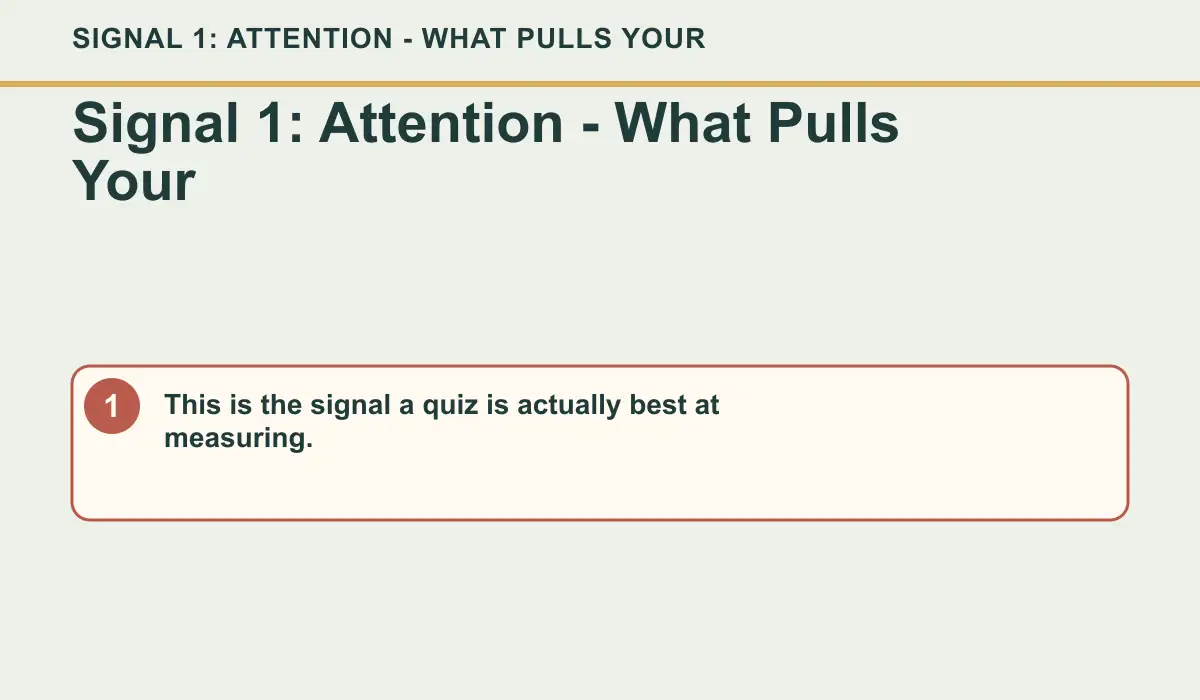 SIGNAL 1: ATTENTION - WHAT PULLS YOUR
Signal 1: Attention - What Pulls
Your
1
This is the signal a quiz is actually best at
measuring.